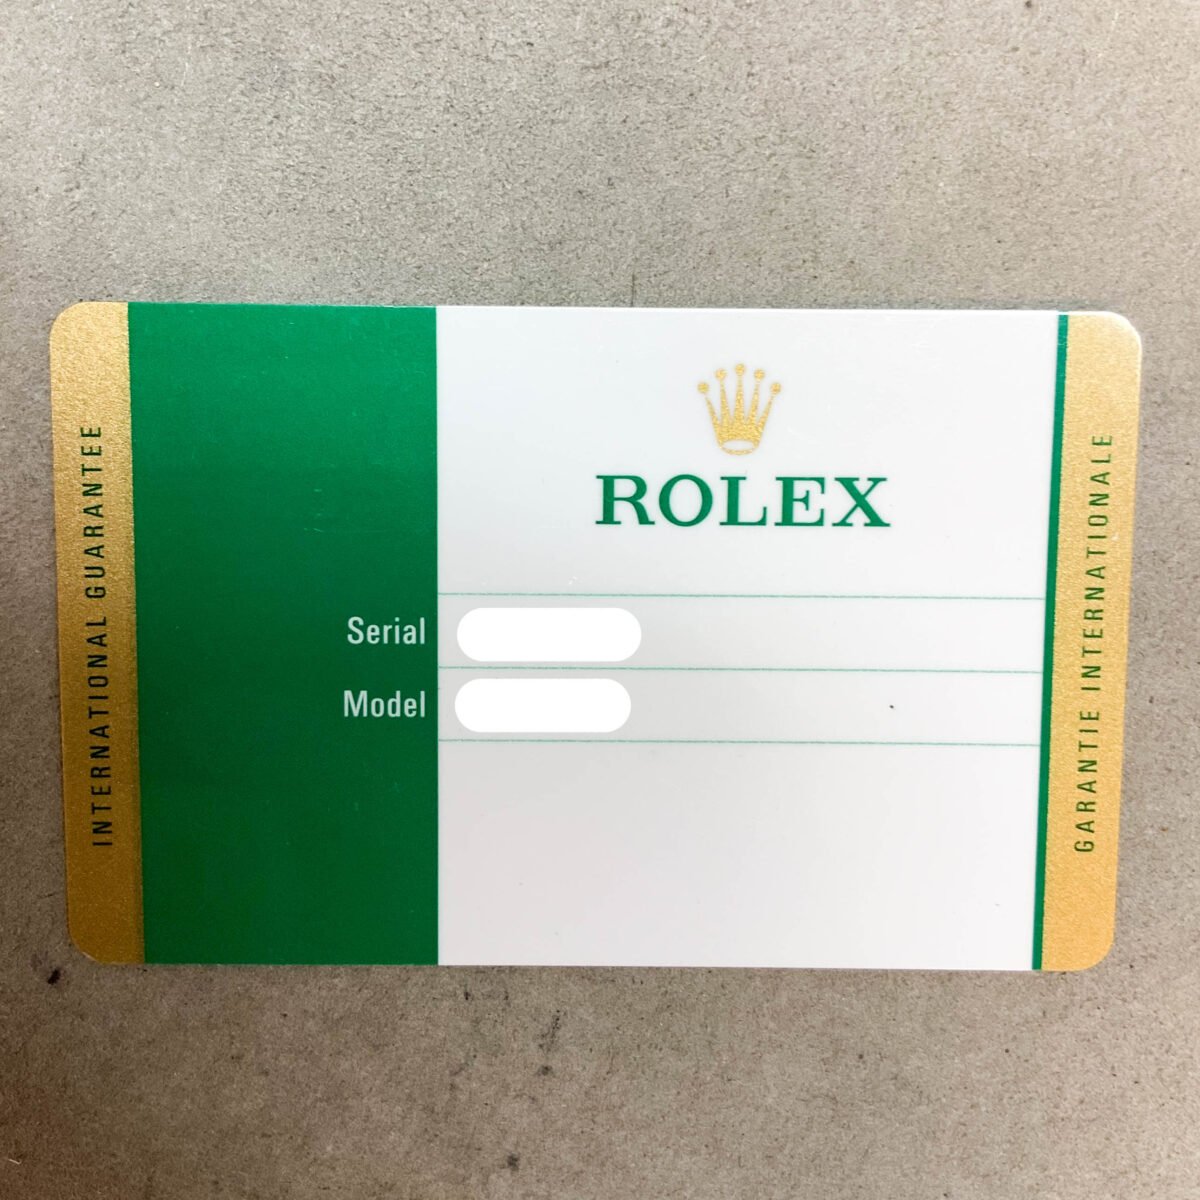 INTERNATIONAL GUARANTEE
ROLEX
Serial
Model
GARANTIE INTERNATIONALE